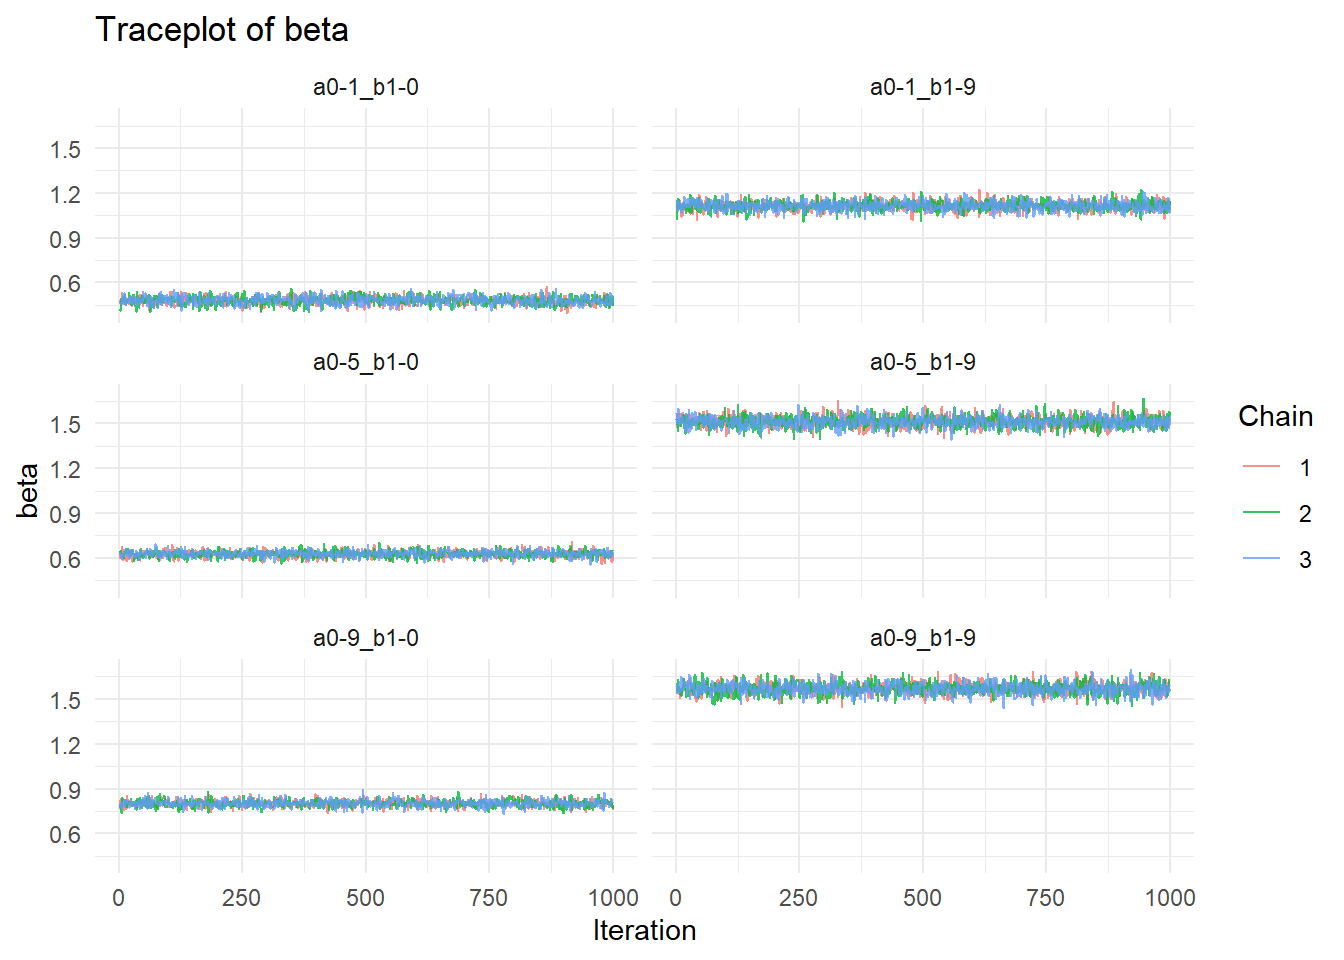 Traceplot of beta
a0-1_b1-0
a0-1_b1-9
1.5
1.2
0.9
0.6
a0-5_b1-0
a0-5_b1-9
1.5
1.2
0.9
0.6
a0-9_b1-0
a0-9_b1-9
1.5
1.2
0.9
0.6
0 250 500 750 1000
0 250 500 750 1000
Iteration
beta
Chain
1
2
3